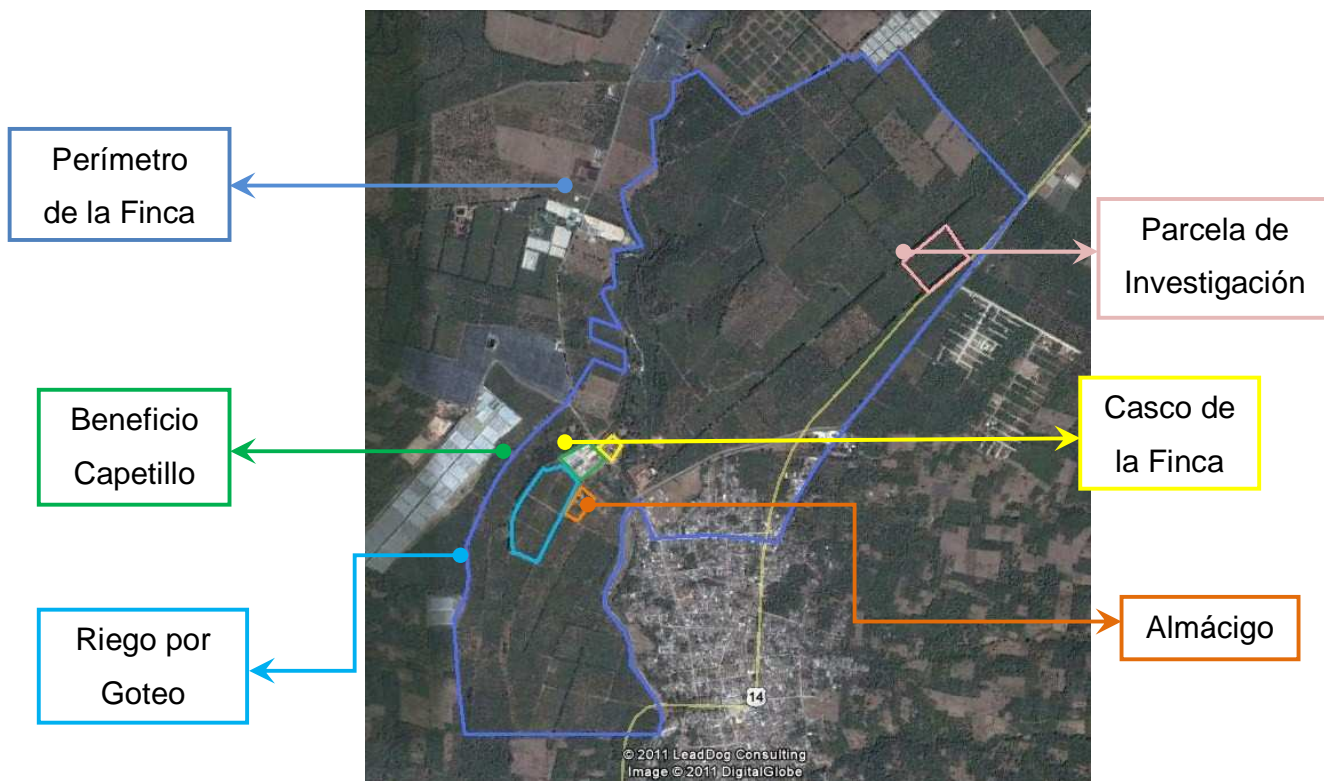 Perímetro
de la Finca
Parcela de
Investigación
Beneficio
Capetillo
Casco de
la Finca
Riego por
Goteo
Almácigo
14
© 2011 LeadDog Consulting
Image © 2011 DigitalGlobe